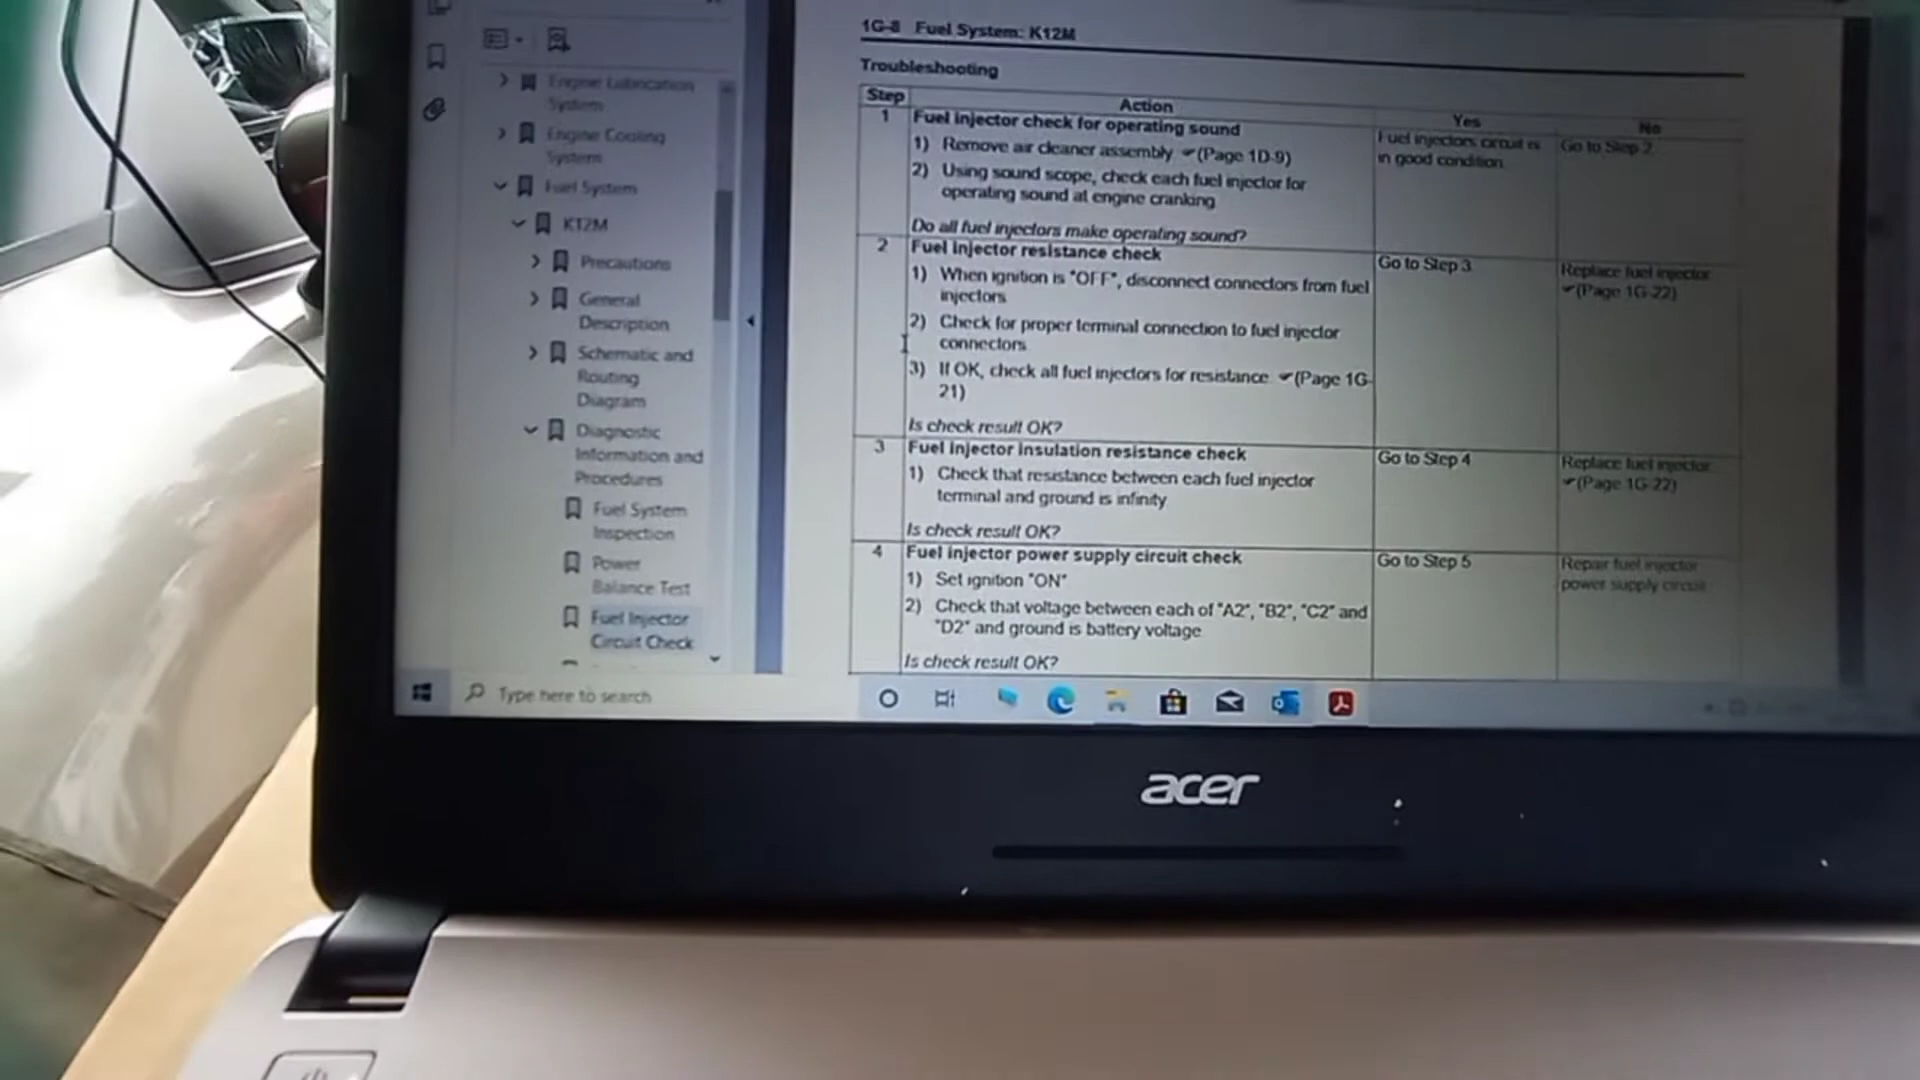 Engine Lubrication
System
Engine Cooling
System
Fuel System
K12M
Precautions
General
Description
Schematic and
Routing
Diagram
Diagnostic
Information and
Procedures
Fuel System
Inspection
Power
Balance Test
Fuel Injector
Circuit Check
1G-8 Fuel System: K12M
Troubleshooting
Step Action Yes No
1 Fuel injector check for operating sound
1) Remove air cleaner assembly ☞(Page 1D-9)
2) Using sound scope, check each fuel injector for
operating sound at engine cranking
Do all fuel injectors make operating sound?
Fuel injectors circuit is
in good condition.
Go to Step 2
2 Fuel injector resistance check
1) When ignition is "OFF", disconnect connectors from fuel
injectors
2) Check for proper terminal connection to fuel injector
connectors
3) If OK, check all fuel injectors for resistance ☞(Page 1G-
21)
Is check result OK?
Go to Step 3
Replace fuel injector
☞(Page 1G-22)
3 Fuel injector insulation resistance check
1) Check that resistance between each fuel injector
terminal and ground is infinity
Is check result OK?
Go to Step 4
Replace fuel injector
☞(Page 1G-22)
4 Fuel injector power supply circuit check
1) Set ignition "ON"
2) Check that voltage between each of "A2", "B2", "C2" and
"D2" and ground is battery voltage
Is check result OK?
Go to Step 5
Repair fuel injector
power supply circuit
Type here to search
acer